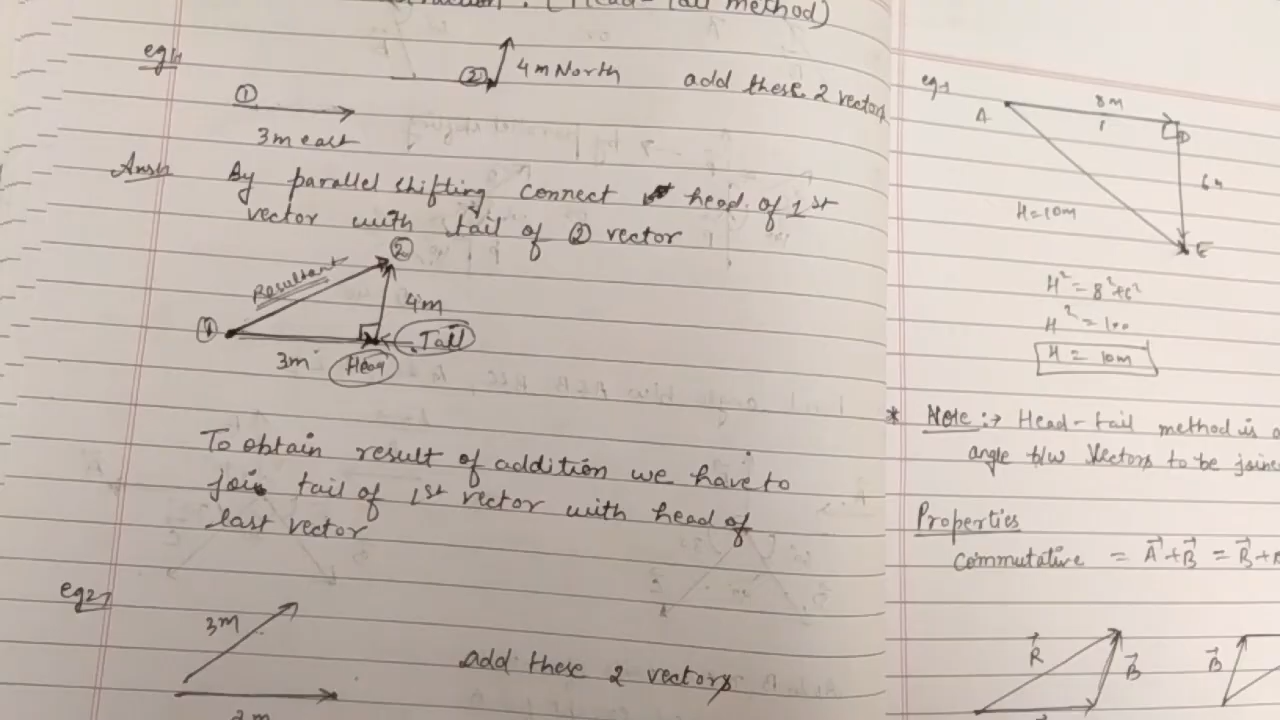 (Head-Tail method)
eg1)
② 4m North add these 2 vectors
①
3m east
Ans)
By parallel shifting connect head of 1st
vector with tail of ② vector
②
Resultant
4m
①
Tail
3m
Head
To obtain result of addition we have to
join tail of 1st vector with head of
last vector
eg2)
3m
add these 2 vectors
eg1
8m
A
D
H=10m
E
H² = 8²+6²
H² = 100
H = 10m
* Note :→ Head-tail method is
angle b/w Vectors to be
Properties
Commutative = A⃗+B⃗ = B⃗+
R⃗
B⃗
B⃗